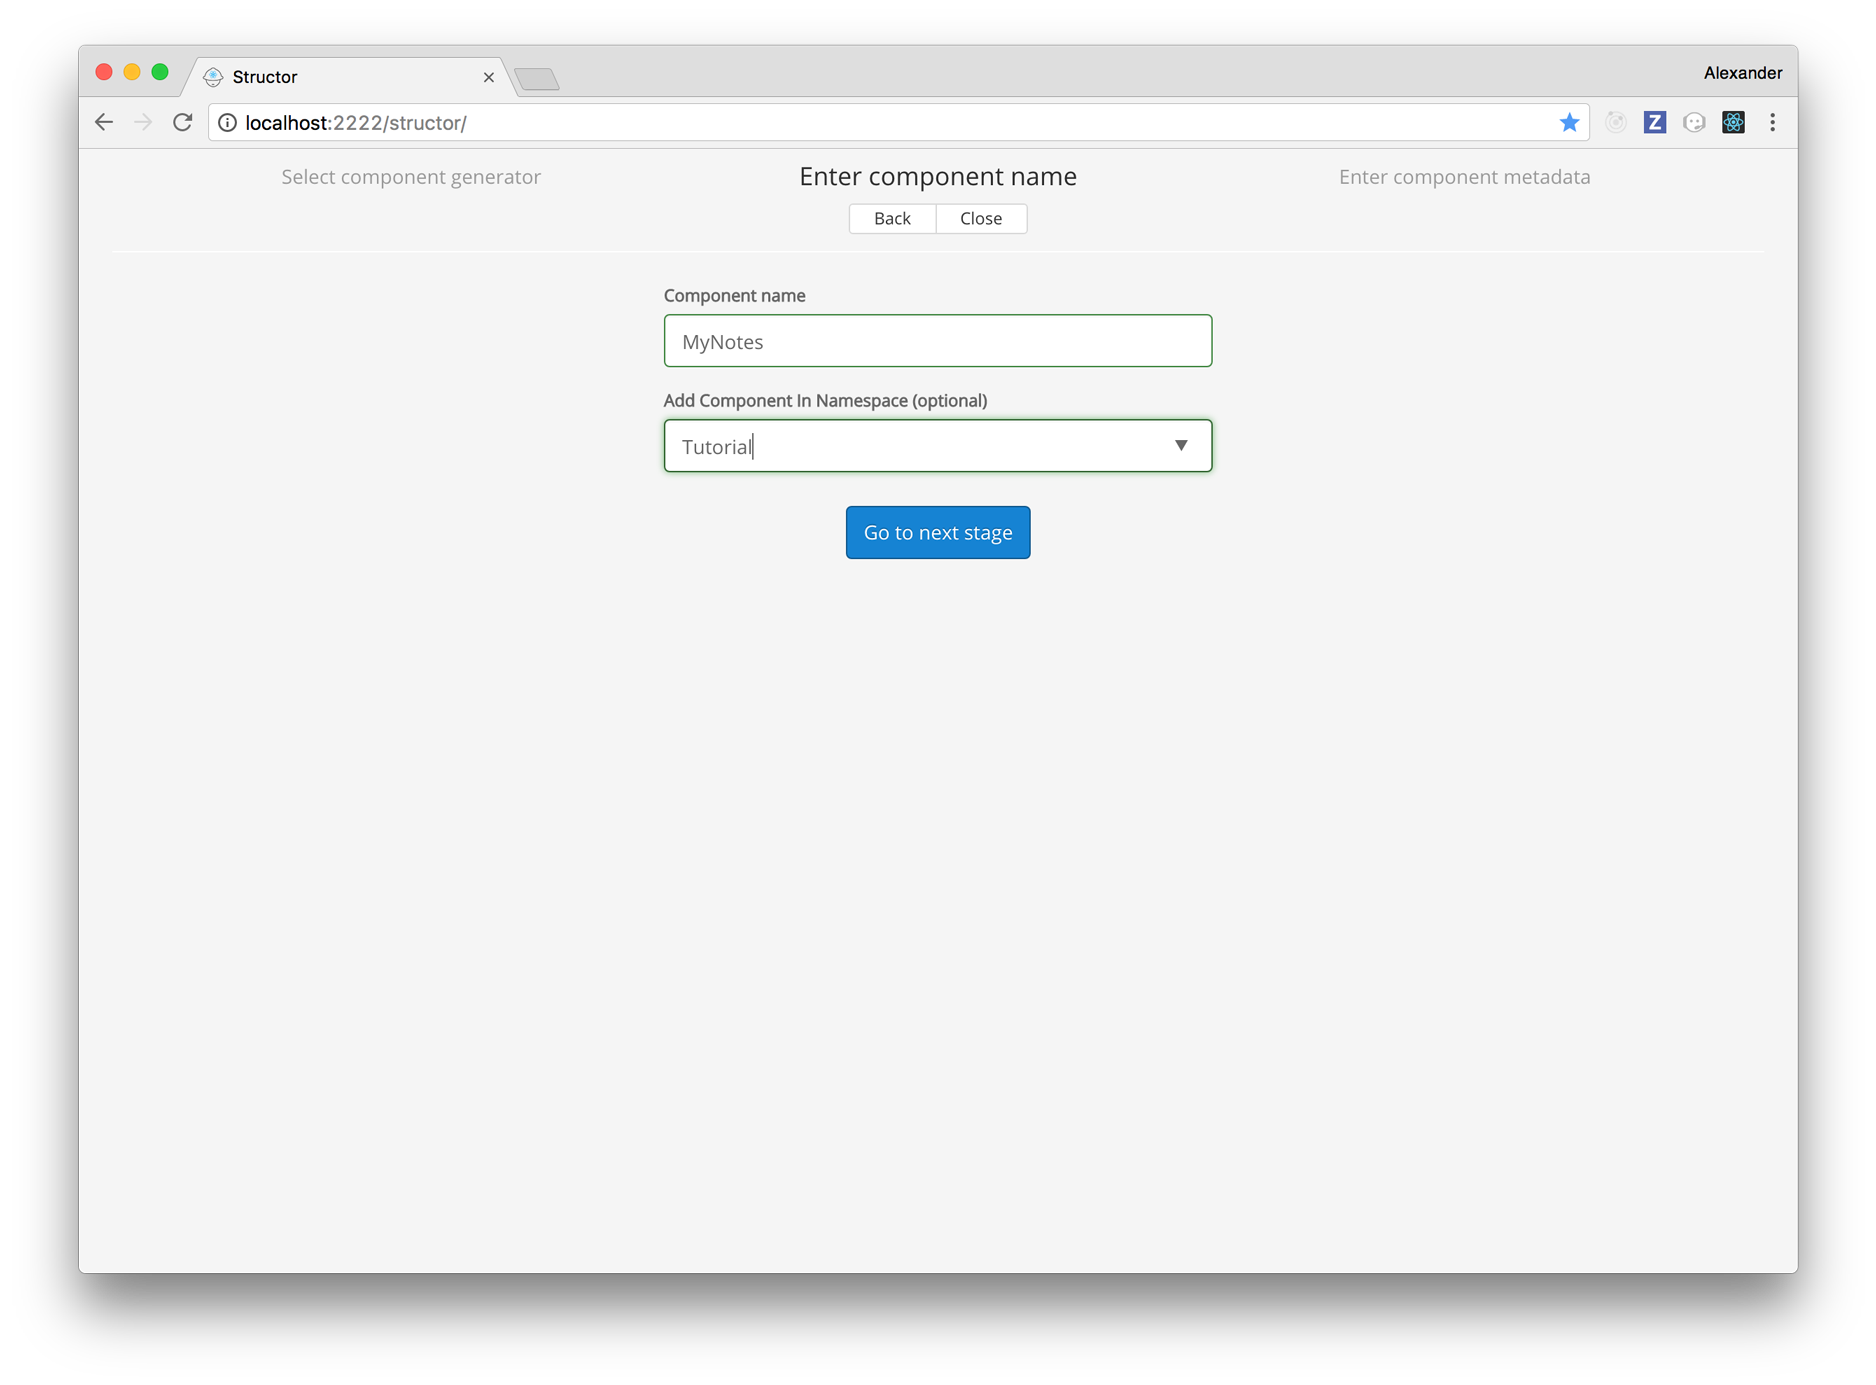 Structor
Alexander
localhost:2222/structor/
Z
Select component generator
Enter component name
Enter component metadata
Back
Close
Component name
MyNotes
Add Component In Namespace (optional)
Tutorial
Go to next stage